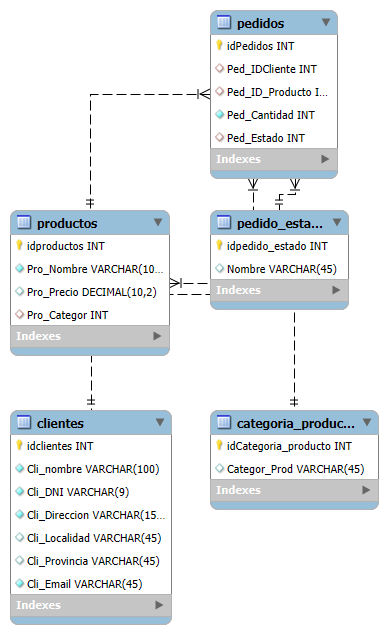 pedidos
idPedidos INT
Ped_IDCliente INT
Ped_ID_Producto I...
Ped_Cantidad INT
Ped_Estado INT
Indexes
productos
idproductos INT
Pro_Nombre VARCHAR(10...
Pro_Precio DECIMAL(10,2)
Pro_Categor INT
Indexes
pedido_esta...
idpedido_estado INT
Nombre VARCHAR(45)
Indexes
clientes
idclientes INT
Cli_nombre VARCHAR(100)
Cli_DNI VARCHAR(9)
Cli_Direccion VARCHAR(15...
Cli_Localidad VARCHAR(45)
Cli_Provincia VARCHAR(45)
Cli_Email VARCHAR(45)
Indexes
categoria_produc...
idCategoria_producto INT
Categor_Prod VARCHAR(45)
Indexes